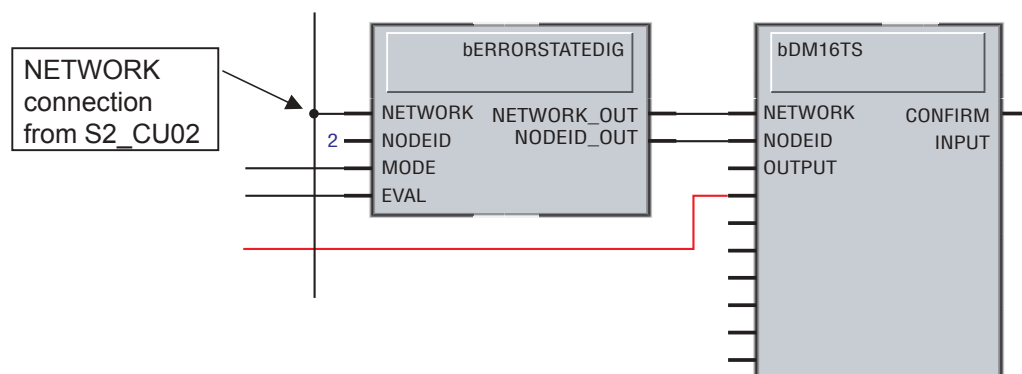 NETWORK
connection
from S2_CU02
bERRORSTATEDIG
NETWORK NETWORK_OUT
2 NODEID NODEID_OUT
MODE
EVAL
bDM16TS
NETWORK CONFIRM
NODEID INPUT
OUTPUT